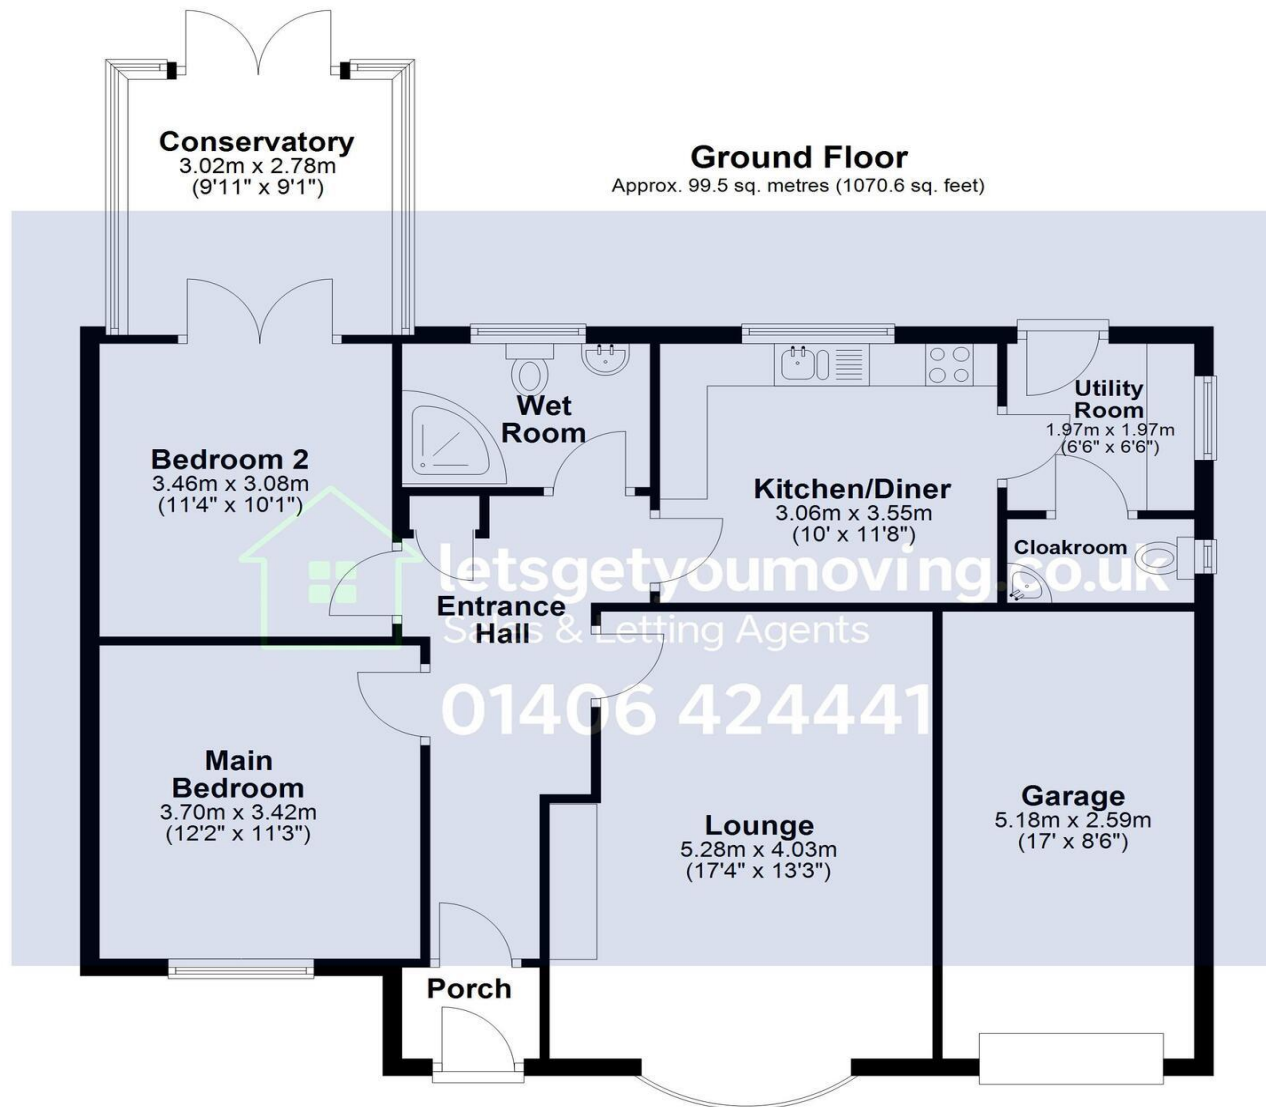 Conservatory
3.02m x 2.78m
(9'11" x 9'1")
Ground Floor
Approx. 99.5 sq. metres (1070.6 sq. feet)
Bedroom 2
3.46m x 3.08m
(11'4" x 10'1")
Wet
Room
Kitchen/Diner
3.06m x 3.55m
(10' x 11'8")
Utility
Room
1.97m x 1.97m
(6'6" x 6'6")
Cloakroom
letsgetyoumoving.co.uk
Sales & Letting Agents
01406 424441
Entrance
Hall
Main
Bedroom
3.70m x 3.42m
(12'2" x 11'3")
Lounge
5.28m x 4.03m
(17'4" x 13'3")
Garage
5.18m x 2.59m
(17' x 8'6")
Porch